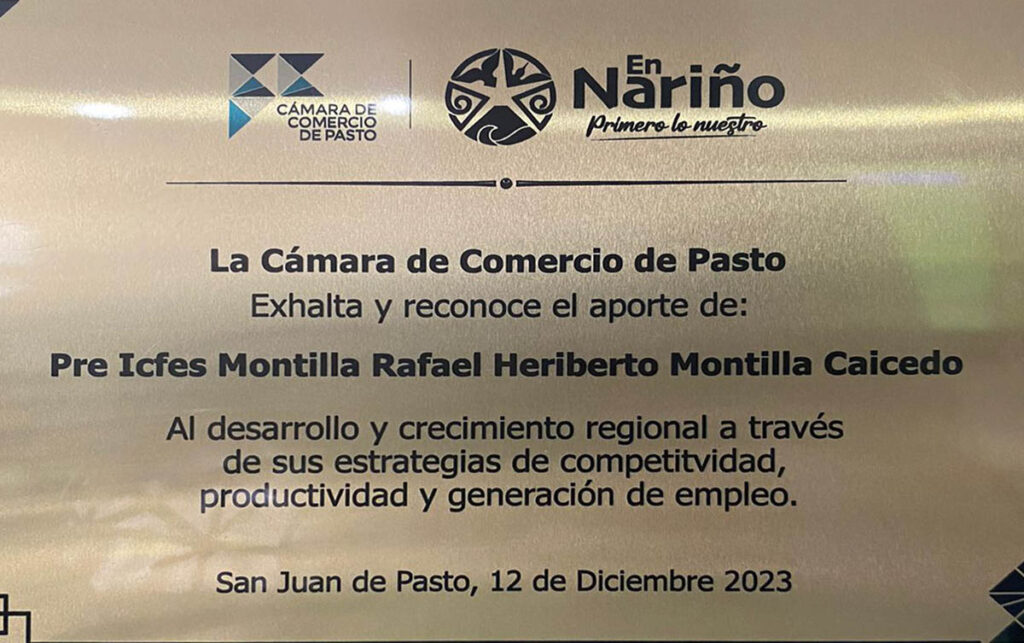 CÁMARA DE
COMERCIO
DE PASTO
En
Nariño
Primero lo nuestro
La Cámara de Comercio de Pasto
Exhalta y reconoce el aporte de:
Pre Icfes Montilla Rafael Heriberto Montilla Caicedo
Al desarrollo y crecimiento regional a través
de sus estrategias de competitvidad,
productividad y generación de empleo.
San Juan de Pasto, 12 de Diciembre 2023